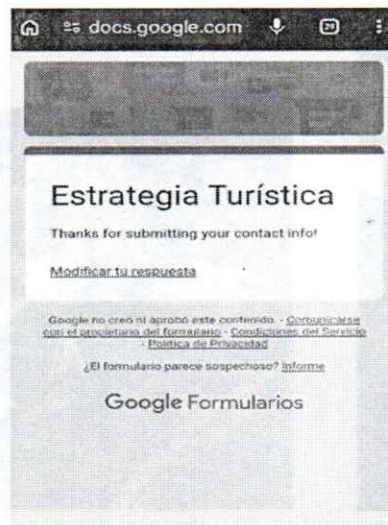 docs.google.com
29
Estrategia Turística
Thanks for submitting your contact info!
Modificar tu respuesta
Google no creó ni aprobó este contenido. - Comunicarse
con el propietario del formulario - Condiciones del Servicio
- Política de Privacidad
¿El formulario parece sospechoso? Informe
Google Formularios